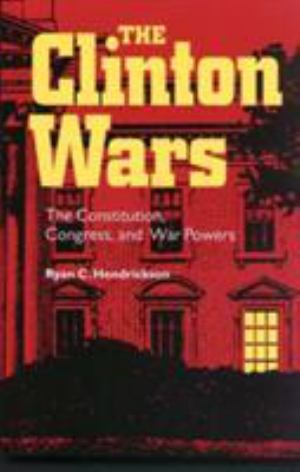 THE
Clinton
Wars
The Constitution,
Congress, and War Powers
Ryan C. Hendrickson